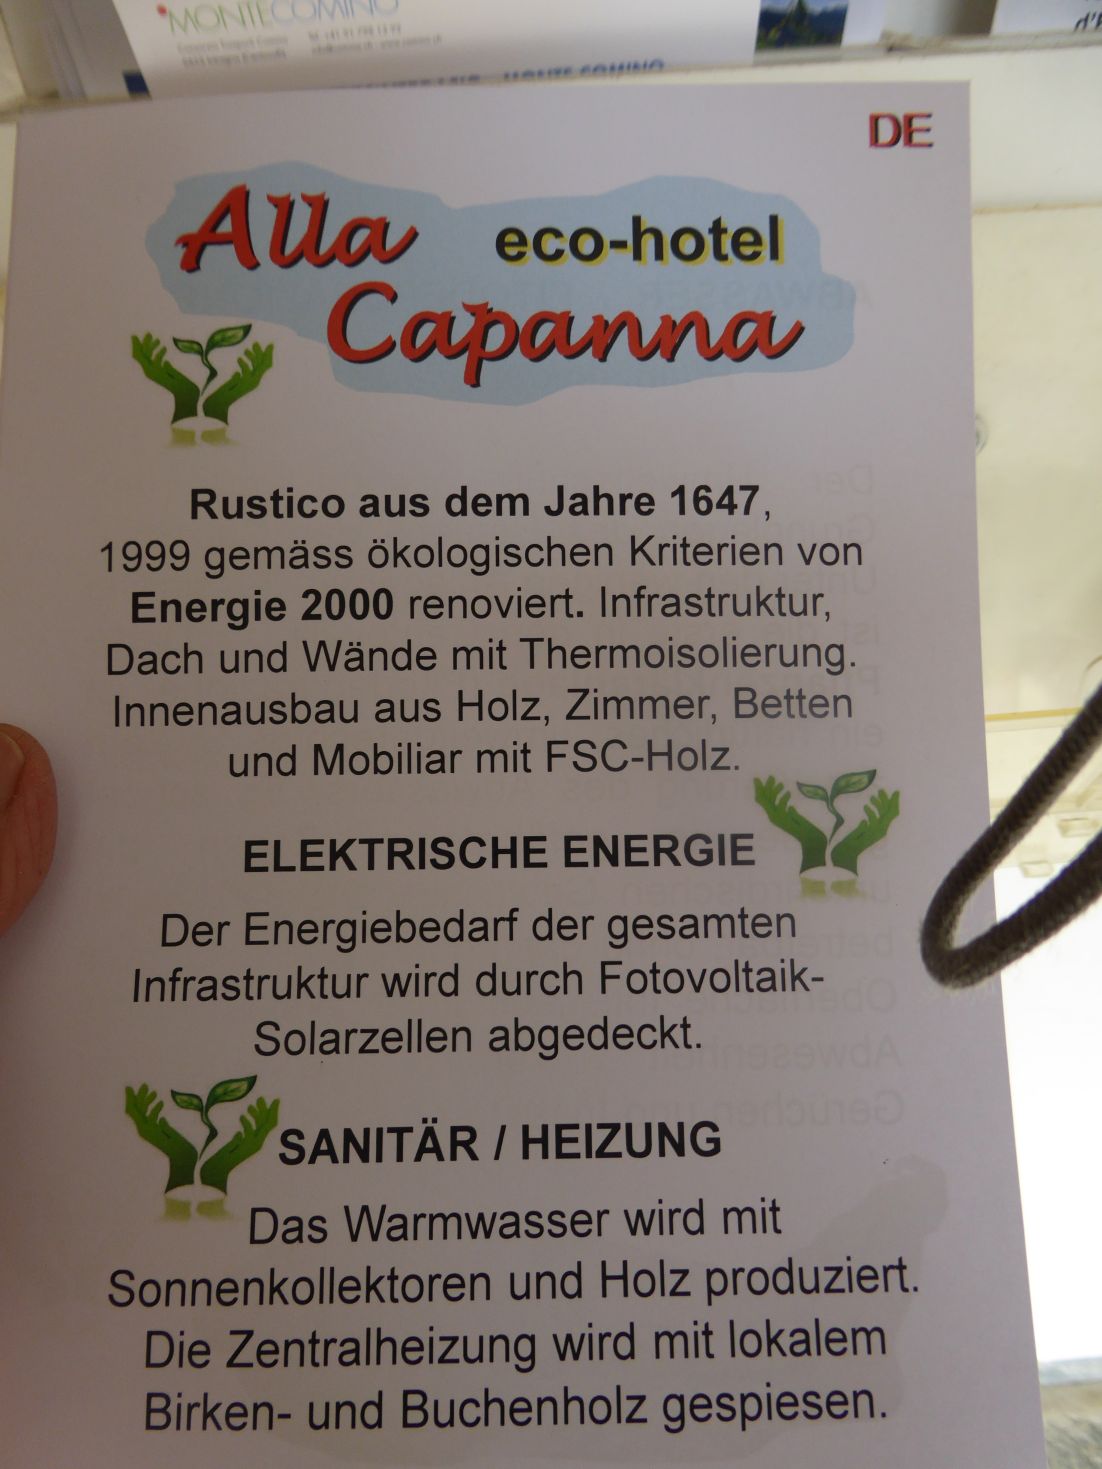 MONTECOMINO
DE
Alla eco-hotel
Capanna
Rustico aus dem Jahre 1647,
1999 gemäss ökologischen Kriterien von
Energie 2000 renoviert. Infrastruktur,
Dach und Wände mit Thermoisolierung.
Innenausbau aus Holz, Zimmer, Betten
und Mobiliar mit FSC-Holz.
ELEKTRISCHE ENERGIE
Der Energiebedarf der gesamten
Infrastruktur wird durch Fotovoltaik-
Solarzellen abgedeckt.
SANITÄR / HEIZUNG
Das Warmwasser wird mit
Sonnenkollektoren und Holz produziert.
Die Zentralheizung wird mit lokalem
Birken- und Buchenholz gespiesen.